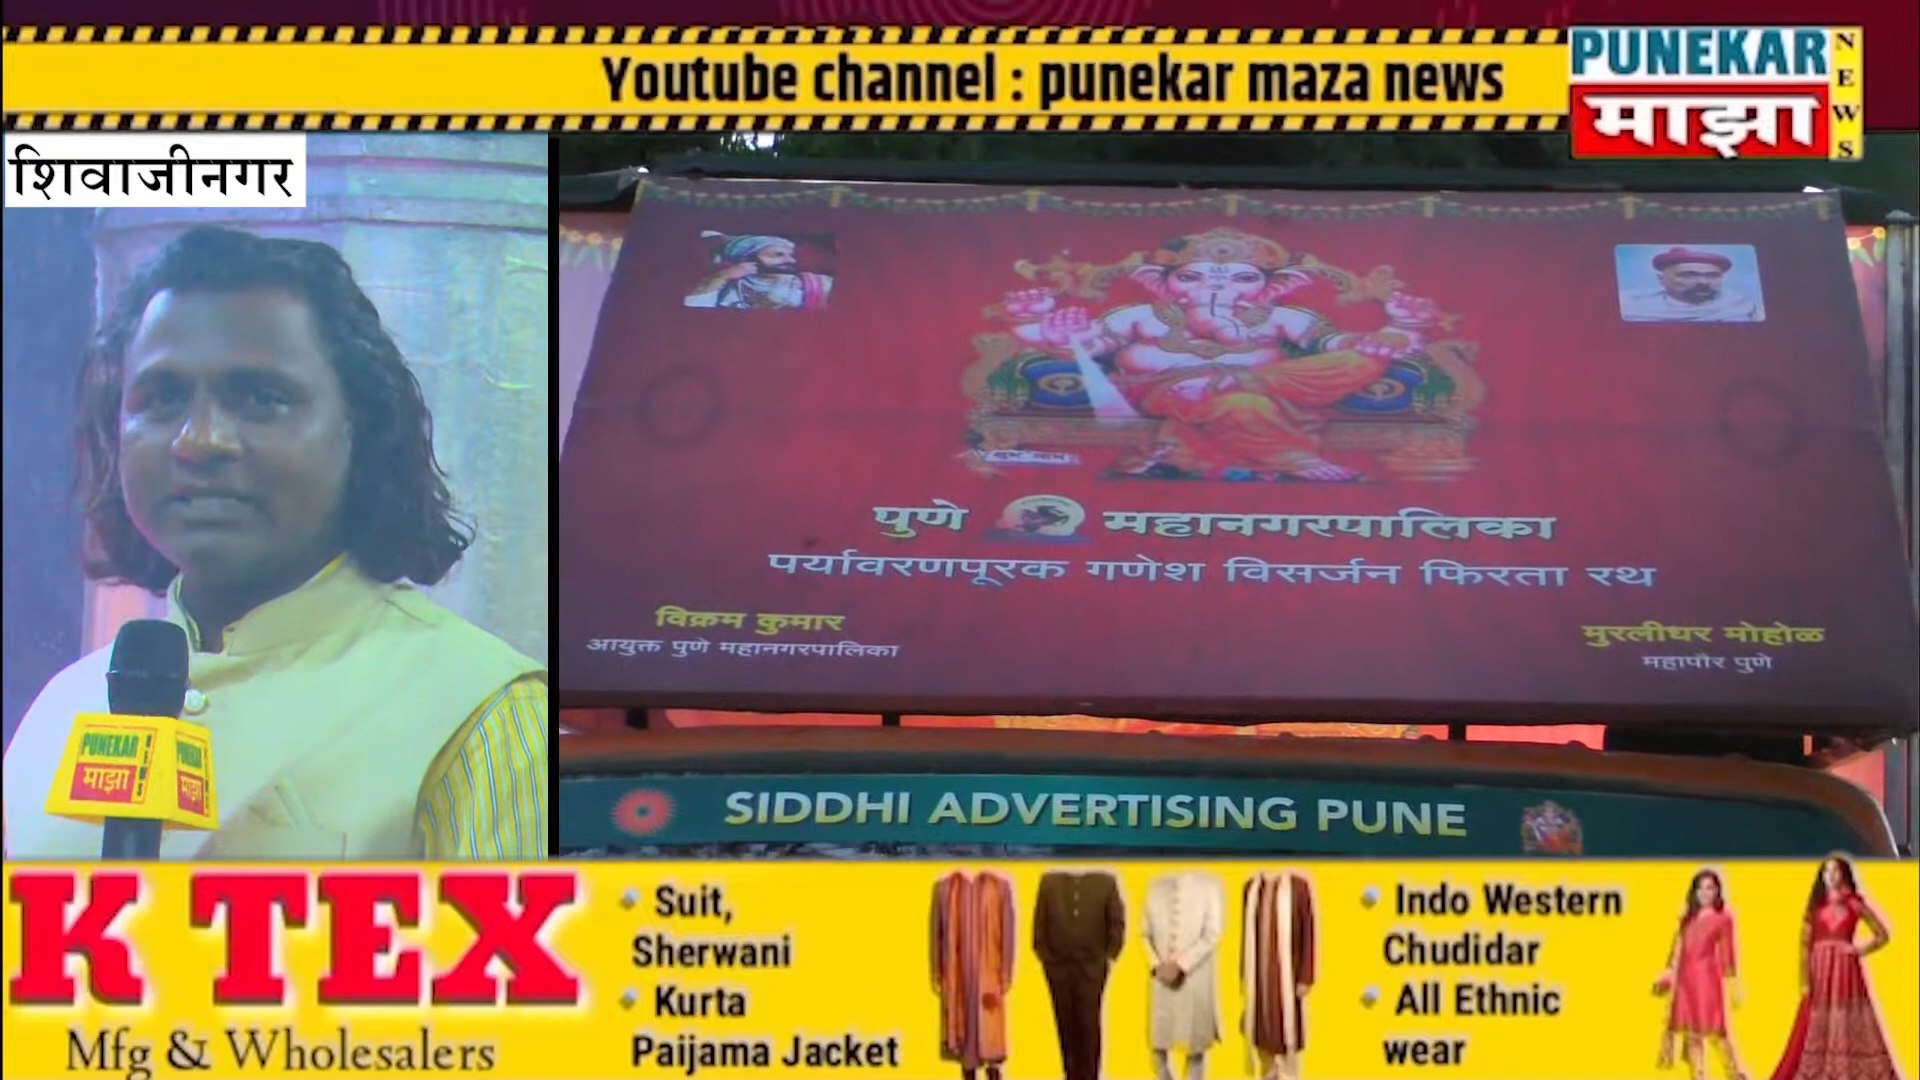 Youtube channel : punekar maza news
PUNEKAR
माझा
NEWS
शिवाजीनगर
पुणे महानगरपालिका
पर्यावरणपूरक गणेश विसर्जन फिरता रथ
विक्रम कुमार
आयुक्त पुणे महानगरपालिका
मुरलीधर मोहोळ
महापौर पुणे
SIDDHI ADVERTISING PUNE
PUNEKAR
माझा
PUNEKAR
माझा
K TEX
Mfg & Wholesalers
Suit,
Sherwani
Kurta
Paijama Jacket
Indo Western
Chudidar
All Ethnic
wear